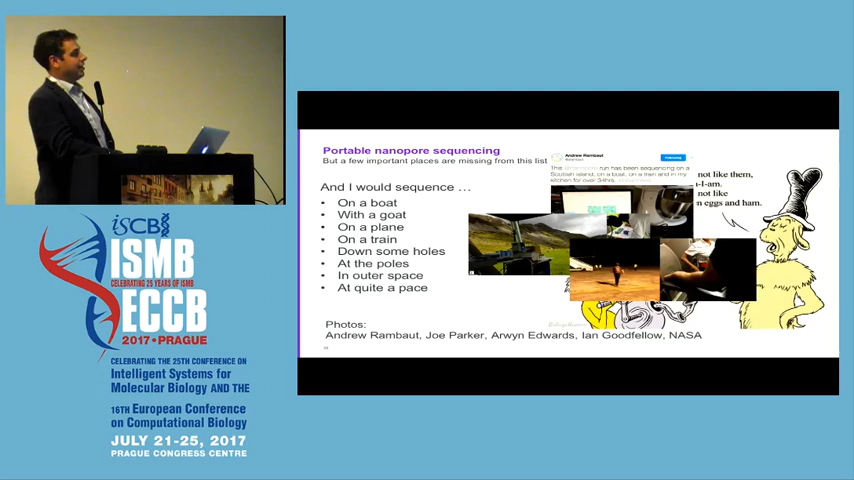 iSCB
ISMB
CELEBRATING 25 YEARS OF ISMB
ECCB
2017 • PRAGUE
CELEBRATING THE 25TH CONFERENCE ON
Intelligent Systems for
Molecular Biology AND THE
16TH European Conference
on Computational Biology
JULY 21-25, 2017
PRAGUE CONGRESS CENTRE
Portable nanopore sequencing
But a few important places are missing from this list
And I would sequence ...
• On a boat
• With a goat
• On a plane
• On a train
• Down some holes
• At the poles
• In outer space
• At quite a pace
Photos:
Andrew Rambaut, Joe Parker, Arwyn Edwards, Ian Goodfellow, NASA
Andrew Rambaut
Following
This run has been sequencing on a
Scottish island, on a boat, on a train and in my
kitchen for over 34hrs.
not like them,
-I-am.
not like
n eggs and ham.